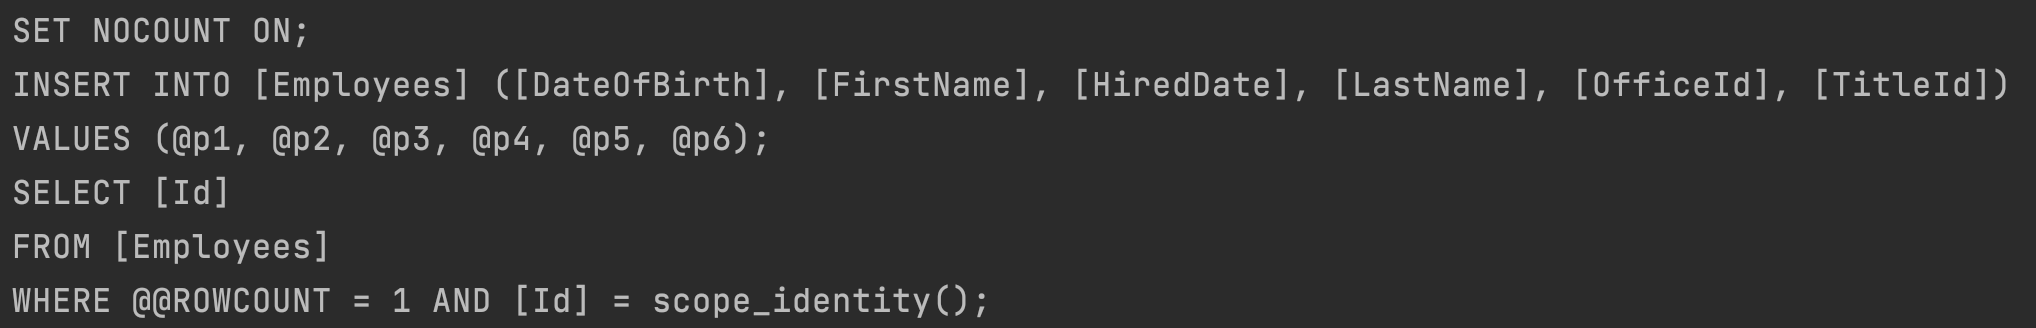 SET NOCOUNT ON;
INSERT INTO [Employees] ([DateOfBirth], [FirstName], [HiredDate], [LastName], [OfficeId], [TitleId])
VALUES (@p1, @p2, @p3, @p4, @p5, @p6);
SELECT [Id]
FROM [Employees]
WHERE @@ROWCOUNT = 1 AND [Id] = scope_identity();